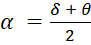 α = δ + θ / 2